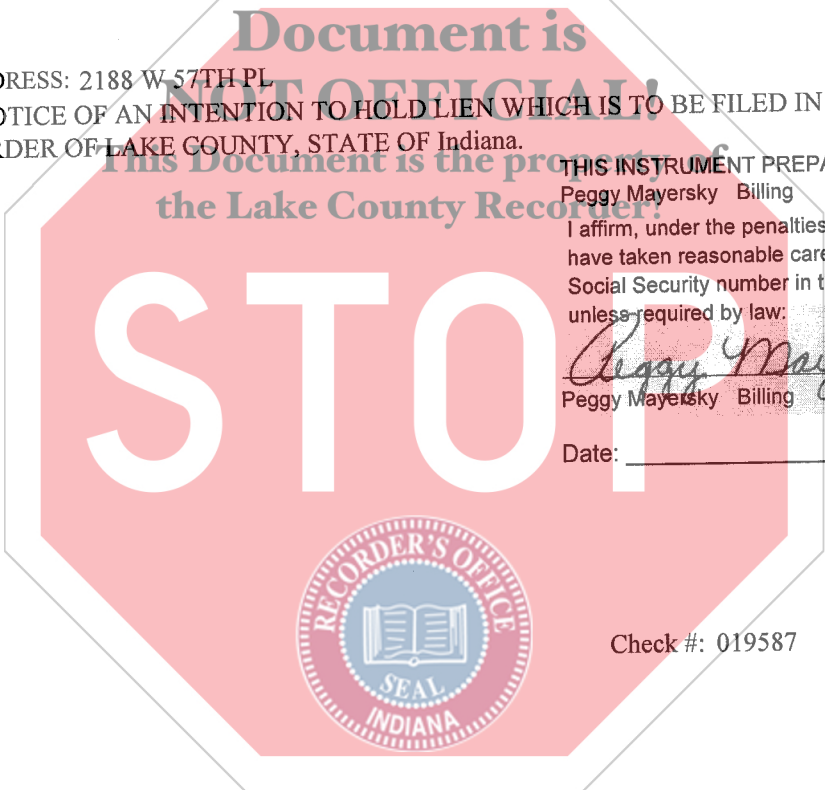 Document is
DRESS: 2188 W 57TH PL
NOT OFFICIAL!
OTICE OF AN INTENTION TO HOLD LIEN WHICH IS TO BE FILED IN
RDER OF LAKE COUNTY, STATE OF Indiana.
This Document is the property of
the Lake County Recorder!
THIS INSTRUMENT PREPA
Peggy Mayersky Billing
I affirm, under the penalties
have taken reasonable care
Social Security number in t
unless required by law:
Peggy May
Peggy Mayersky Billing
Date:
STOP
RECORDER'S OFFICE
SEAL
INDIANA
Check #: 019587